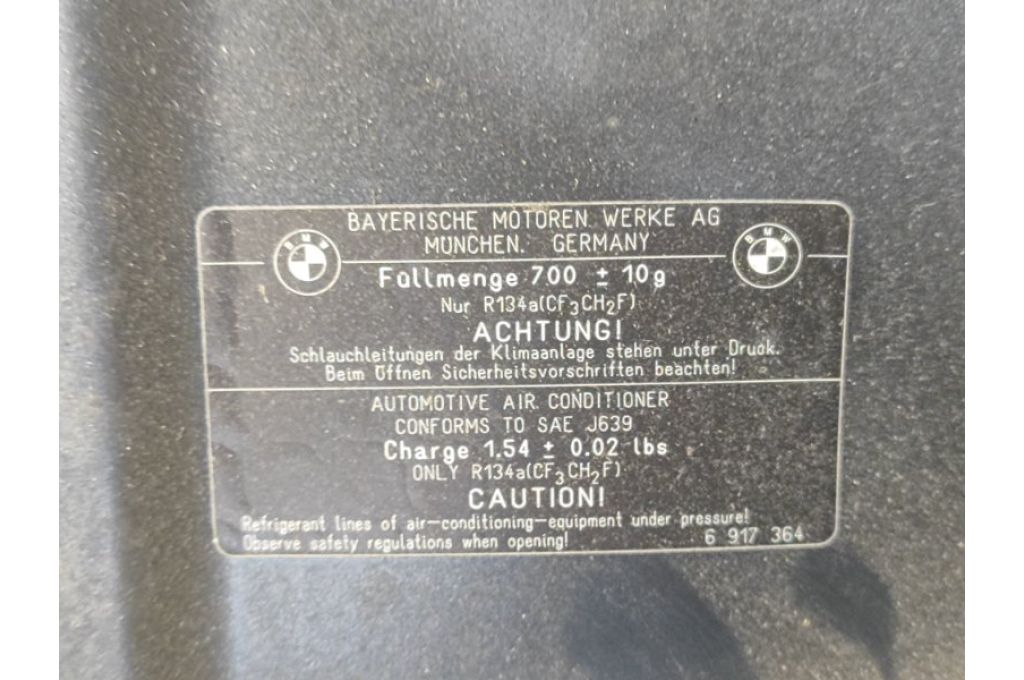 BAYERISCHE MOTOREN WERKE AG
MÜNCHEN. GERMANY
BMW
BMW
Füllmenge 700 ± 10g
Nur R134a(CF₃CH₂F)
ACHTUNG!
Schlauchleitungen der Klimaanlage stehen unter Druck.
Beim Öffnen Sicherheitsvorschriften beachten!
AUTOMOTIVE AIR CONDITIONER
CONFORMS TO SAE J639
Charge 1.54 ± 0.02 lbs
ONLY R134a(CF₃CH₂F)
CAUTION!
Refrigerant lines of air-conditioning-equipment under pressure!
Observe safety regulations when opening!
6 917 364